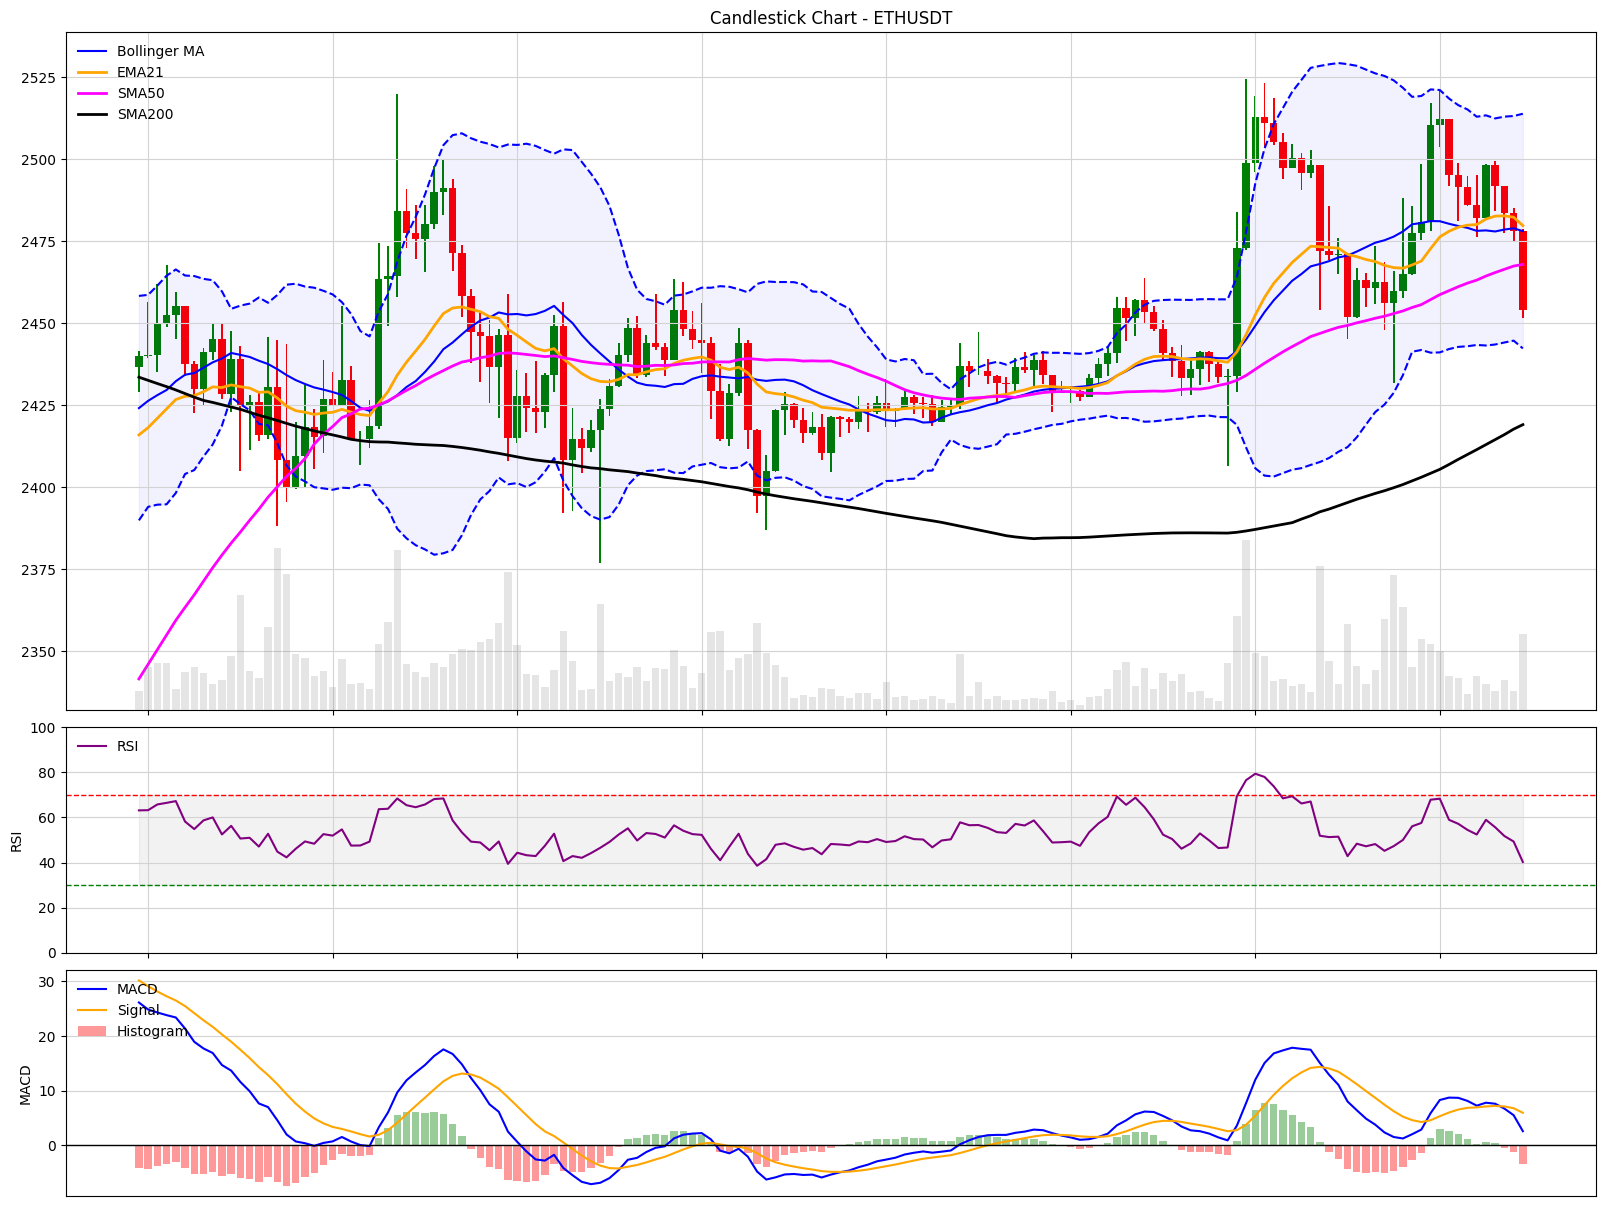 Candlestick Chart - ETHUSDT
Bollinger MA
EMA21
SMA50
SMA200
2525
2500
2475
2450
2425
2400
2375
2350
RSI
100
80
60
40
20
0
RSI
MACD
Signal
Histogram
30
20
10
0
MACD